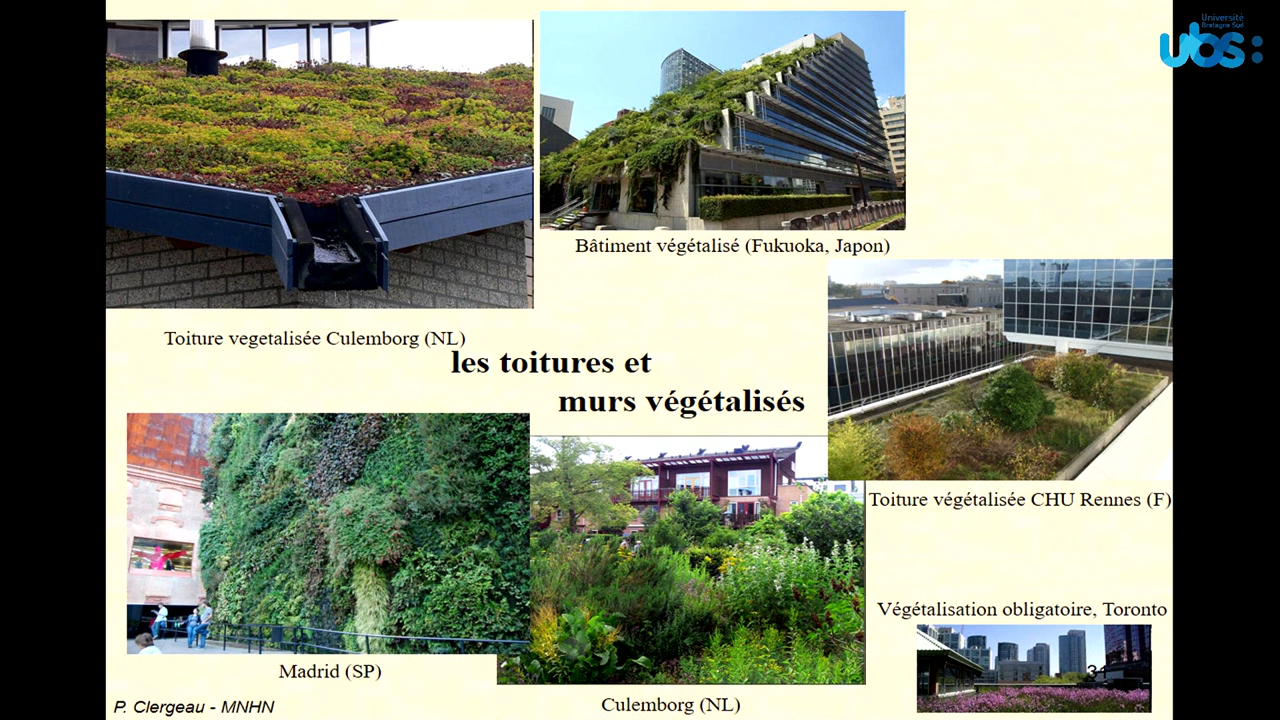 Université
Bretagne Sud
ubs:
Bâtiment végétalisé (Fukuoka, Japon)
Toiture vegetalisée Culemborg (NL)
les toitures et
murs végétalisés
Toiture végétalisée CHU Rennes (F)
Végétalisation obligatoire, Toronto
Madrid (SP)
Culemborg (NL)
P. Clergeau - MNHN